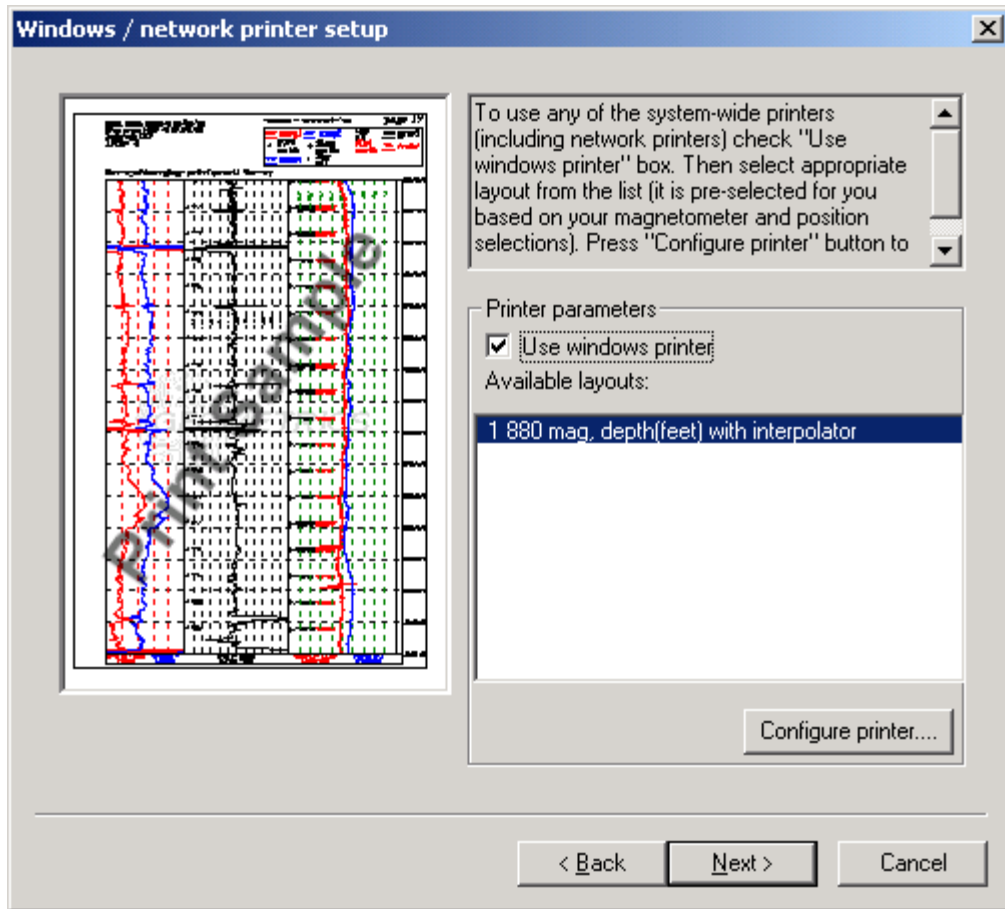 Windows / network printer setup
page 19
Print Sample
To use any of the system-wide printers
(including network printers) check "Use
windows printer" box. Then select appropriate
layout from the list (it is pre-selected for you
based on your magnetometer and position
selections). Press "Configure printer" button to
Printer parameters
Use windows printer
Available layouts:
1 880 mag, depth(feet) with interpolator
Configure printer....
< Back
Next >
Cancel